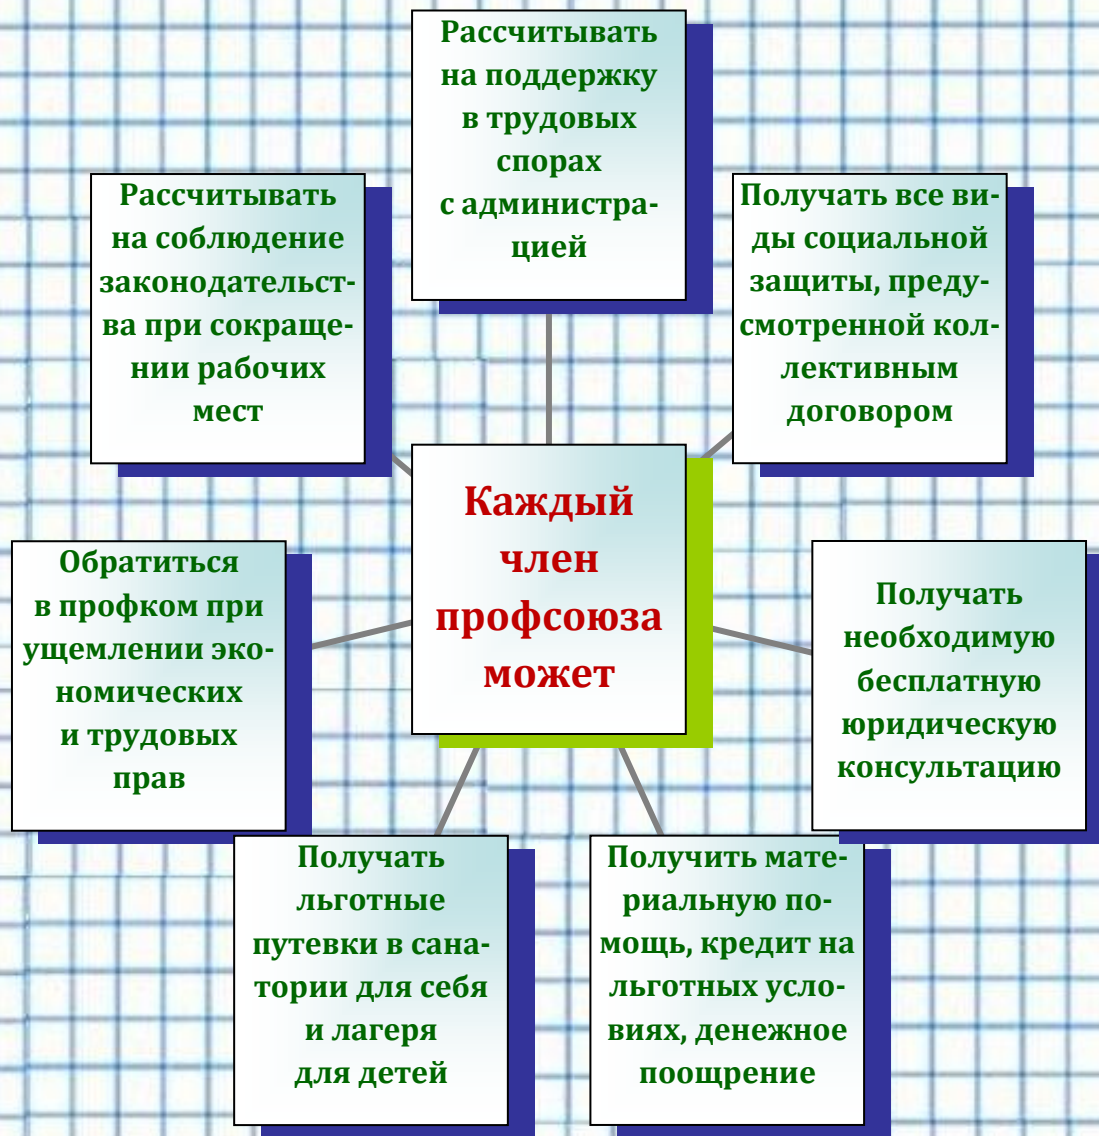 Рассчитывать
на поддержку
в трудовых
спорах
с администра-
цией
Рассчитывать
на соблюдение
законодательст-
ва при сокраще-
нии рабочих
мест
Получать все ви-
ды социальной
защиты, преду-
смотренной кол-
лективным
договором
Каждый
член
профсоюза
может
Обратиться
в профком при
ущемлении эко-
номических
и трудовых
прав
Получать
необходимую
бесплатную
юридическую
консультацию
Получать
льготные
путевки в сана-
тории для себя
и лагеря
для детей
Получить мате-
риальную по-
мощь, кредит на
льготных усло-
виях, денежное
поощрение